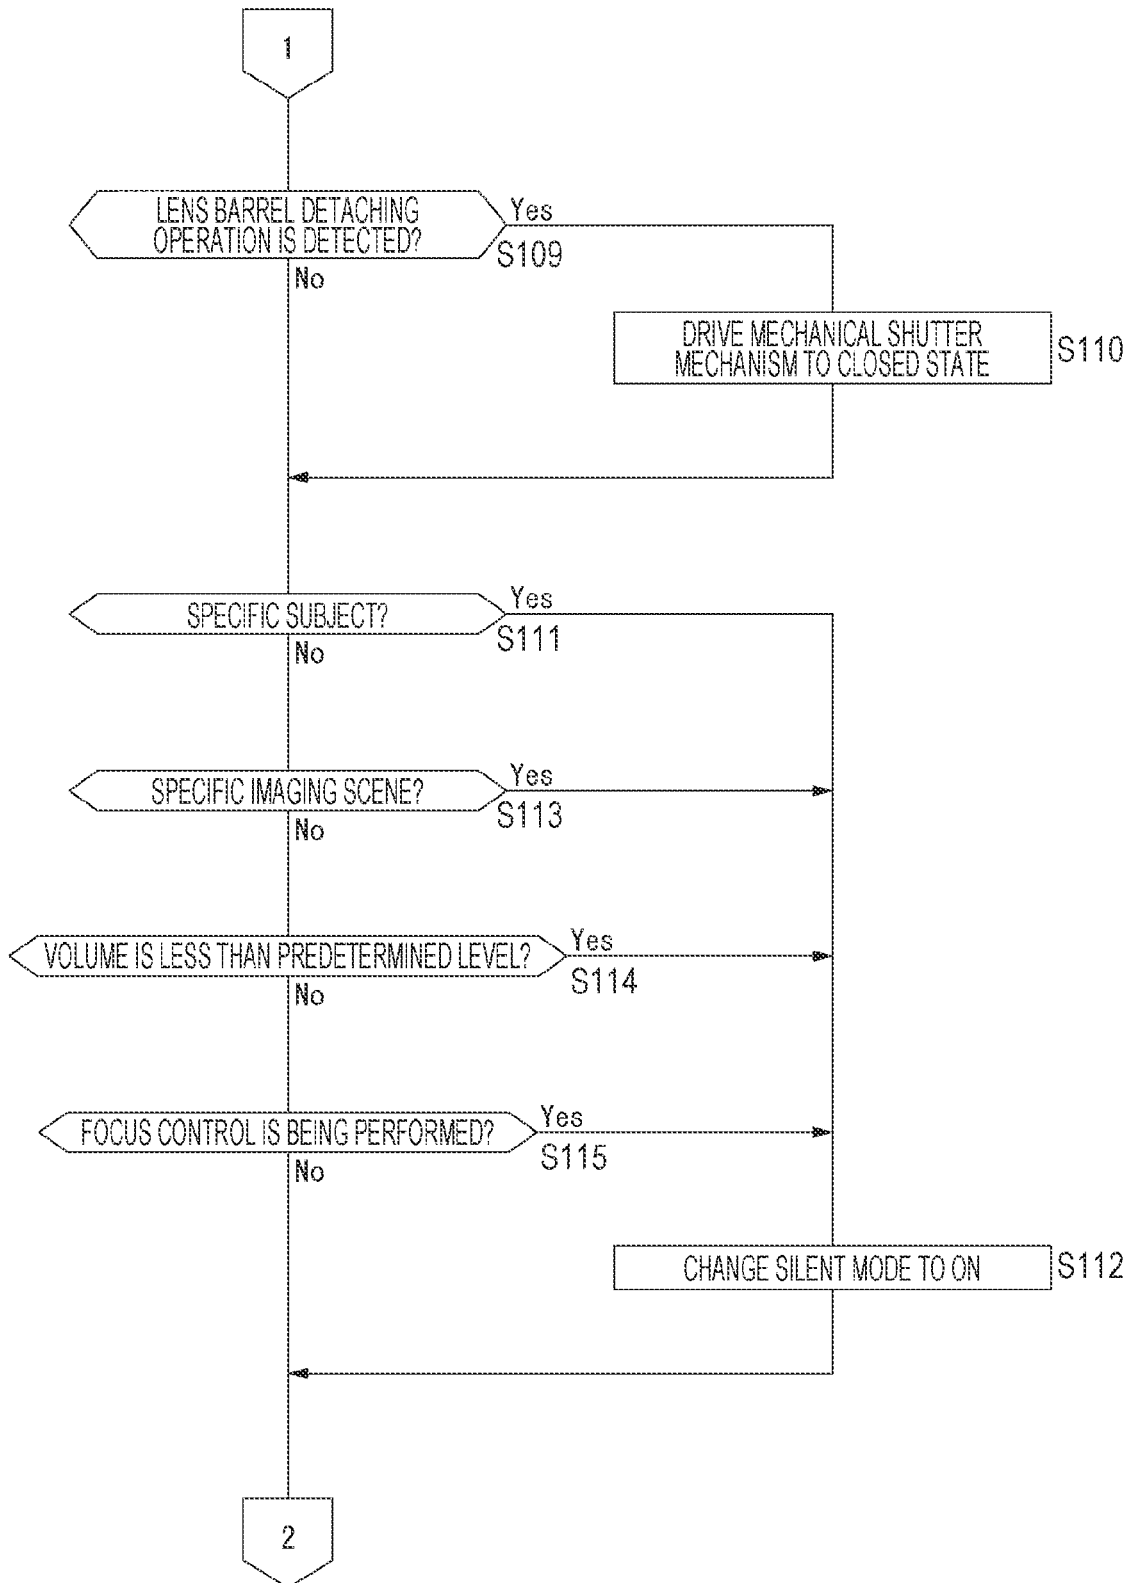 1
LENS BARREL DETACHING
OPERATION IS DETECTED?
Yes
S109
No
DRIVE MECHANICAL SHUTTER
MECHANISM TO CLOSED STATE
S110
SPECIFIC SUBJECT?
Yes
S111
No
SPECIFIC IMAGING SCENE?
Yes
S113
No
VOLUME IS LESS THAN PREDETERMINED LEVEL?
Yes
S114
No
FOCUS CONTROL IS BEING PERFORMED?
Yes
S115
No
CHANGE SILENT MODE TO ON
S112
2